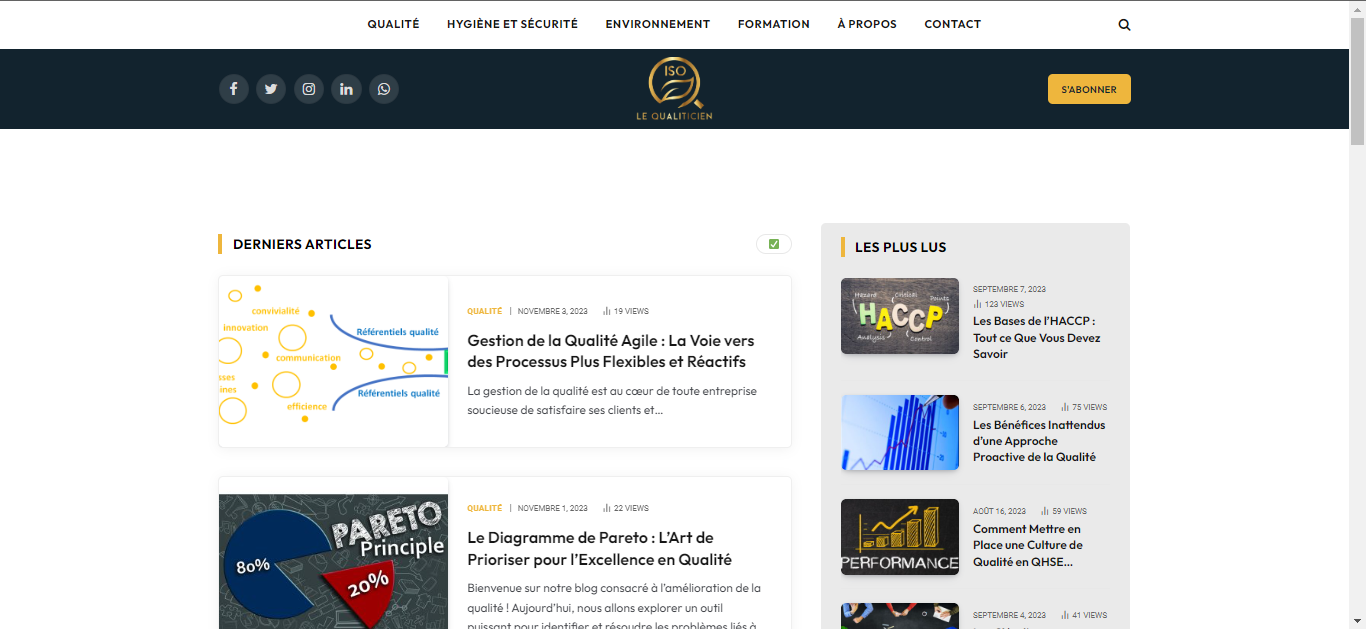 QUALITÉ HYGIÈNE ET SÉCURITÉ ENVIRONNEMENT FORMATION À PROPOS CONTACT
ISO
LE QUALITICIEN
S'ABONNER
DERNIERS ARTICLES
convivialité
innovation
communication
sses
ines
efficience
Référentiels qualité
Référentiels qualité
QUALITÉ | NOVEMBRE 3, 2023 19 VIEWS
Gestion de la Qualité Agile : La Voie vers
des Processus Plus Flexibles et Réactifs
La gestion de la qualité est au cœur de toute entreprise
soucieuse de satisfaire ses clients et…
PARETO
Principle
80%
20%
QUALITÉ | NOVEMBRE 1, 2023 22 VIEWS
Le Diagramme de Pareto : L'Art de
Prioriser pour l'Excellence en Qualité
Bienvenue sur notre blog consacré à l'amélioration de la
qualité ! Aujourd'hui, nous allons explorer un outil
puissant pour identifier et résoudre les problèmes liés à
LES PLUS LUS
Hazard Critical Points
HACCP
Analysis Control
SEPTEMBRE 7, 2023
123 VIEWS
Les Bases de l'HACCP :
Tout ce Que Vous Devez
Savoir
SEPTEMBRE 6, 2023 75 VIEWS
Les Bénéfices Inattendus
d'une Approche
Proactive de la Qualité
PERFORMANCE
AOÛT 16, 2023 59 VIEWS
Comment Mettre en
Place une Culture de
Qualité en QHSE…
SEPTEMBRE 4, 2023 41 VIEWS